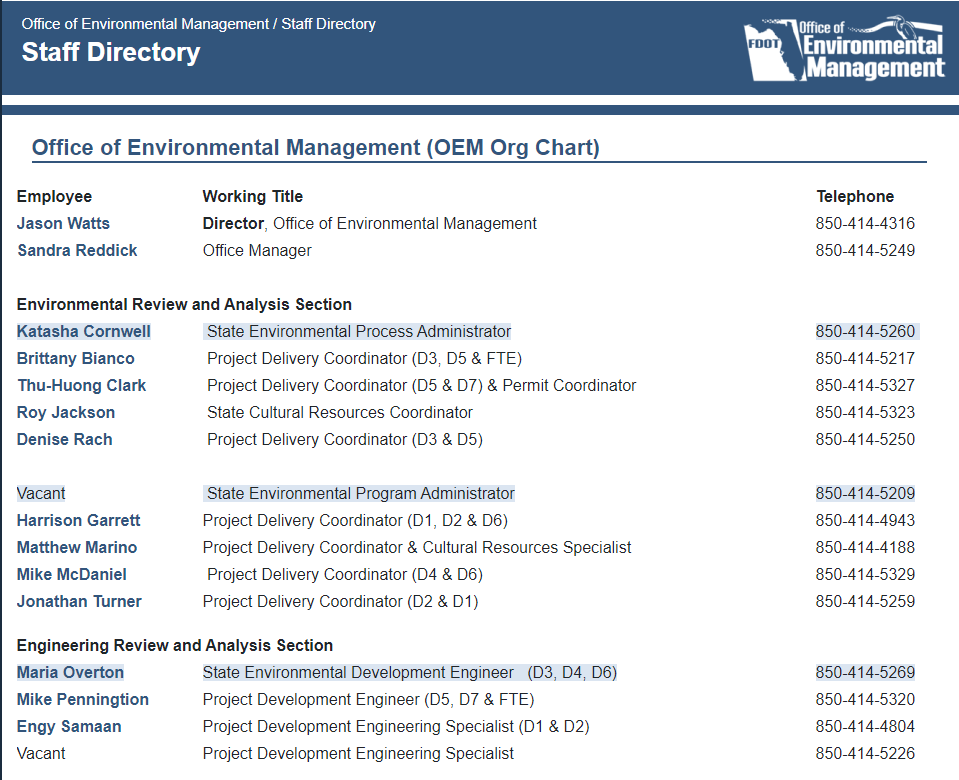 Office of Environmental Management / Staff Directory
Staff Directory
FDOT Office of Environmental Management
Office of Environmental Management (OEM Org Chart)
Employee Working Title Telephone
Jason Watts Director, Office of Environmental Management 850-414-4316
Sandra Reddick Office Manager 850-414-5249
Environmental Review and Analysis Section
Katasha Cornwell State Environmental Process Administrator 850-414-5260
Brittany Bianco Project Delivery Coordinator (D3, D5 & FTE) 850-414-5217
Thu-Huong Clark Project Delivery Coordinator (D5 & D7) & Permit Coordinator 850-414-5327
Roy Jackson State Cultural Resources Coordinator 850-414-5323
Denise Rach Project Delivery Coordinator (D3 & D5) 850-414-5250
Vacant State Environmental Program Administrator 850-414-5209
Harrison Garrett Project Delivery Coordinator (D1, D2 & D6) 850-414-4943
Matthew Marino Project Delivery Coordinator & Cultural Resources Specialist 850-414-4188
Mike McDaniel Project Delivery Coordinator (D4 & D6) 850-414-5329
Jonathan Turner Project Delivery Coordinator (D2 & D1) 850-414-5259
Engineering Review and Analysis Section
Maria Overton State Environmental Development Engineer (D3, D4, D6) 850-414-5269
Mike Penningtion Project Development Engineer (D5, D7 & FTE) 850-414-5320
Engy Samaan Project Development Engineering Specialist (D1 & D2) 850-414-4804
Vacant Project Development Engineering Specialist 850-414-5226